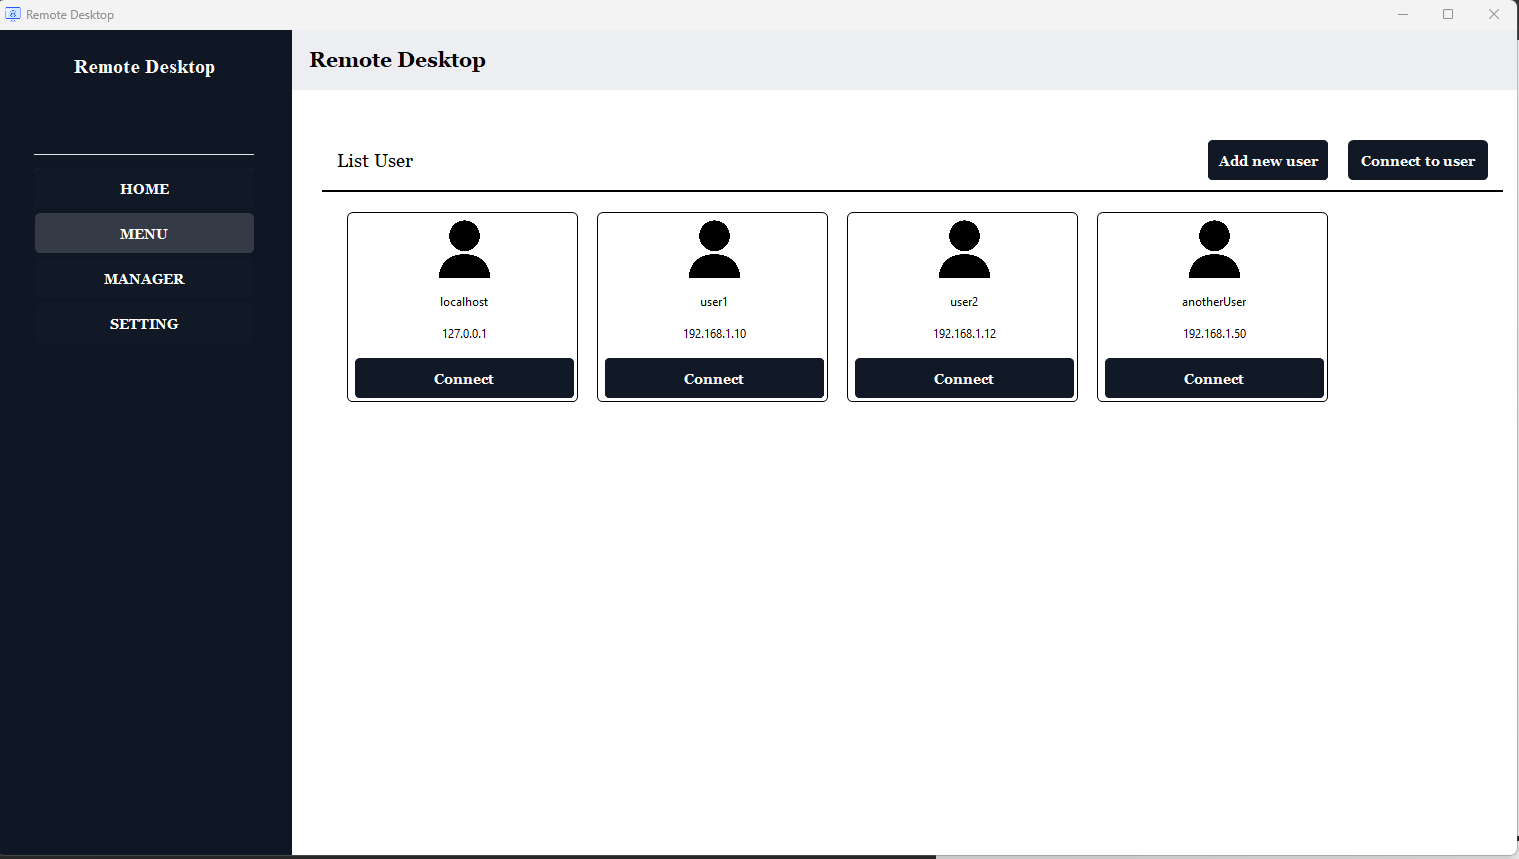 Remote Desktop
Remote Desktop
HOME
MENU
MANAGER
SETTING
Remote Desktop
List User
Add new user
Connect to user
localhost
127.0.0.1
Connect
user1
192.168.1.10
Connect
user2
192.168.1.12
Connect
anotherUser
192.168.1.50
Connect